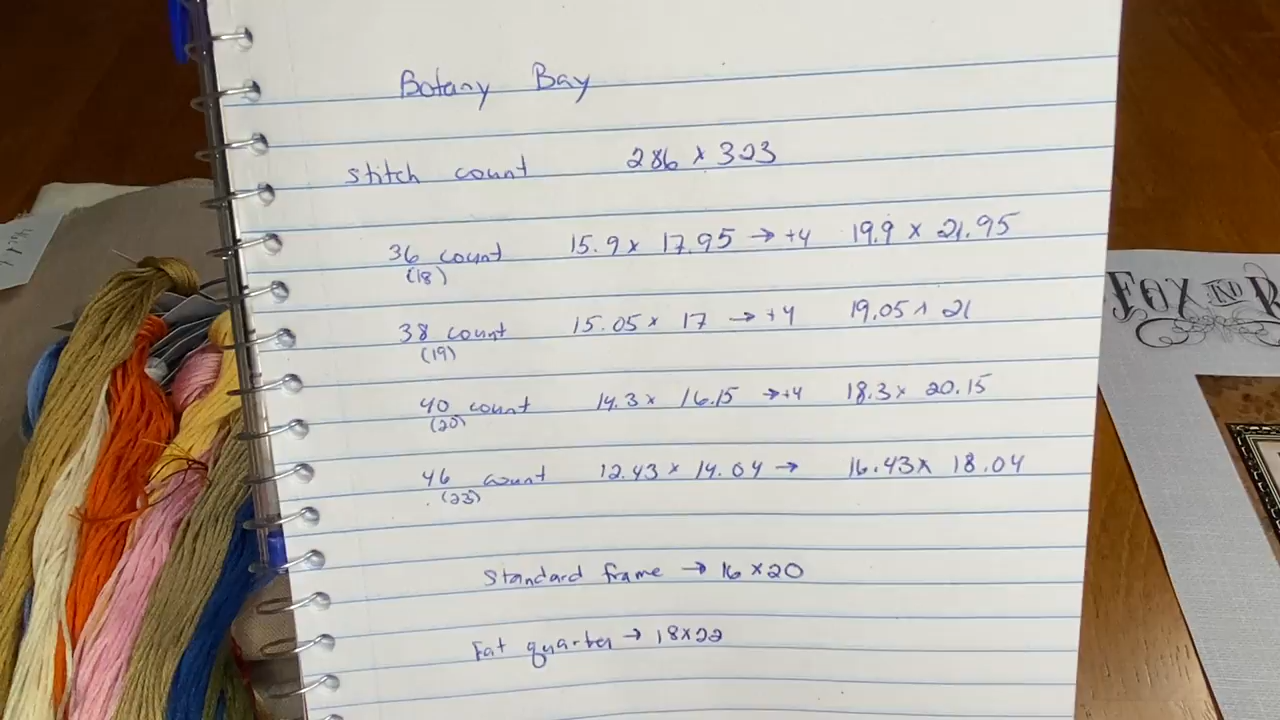 Botany Bay
stitch count 286 x 323
36 count 15.9 x 17.95 → +4 19.9 x 21.95
(18)
38 count 15.05 x 17 → +4 19.05 x 21
(19)
40 count 14.3 x 16.15 → +4 18.3 x 20.15
(20)
46 count 12.43 x 14.04 → 16.43 x 18.04
(23)
Standard frame → 16 x 20
Fat quarter → 18 x 22
FOX AND